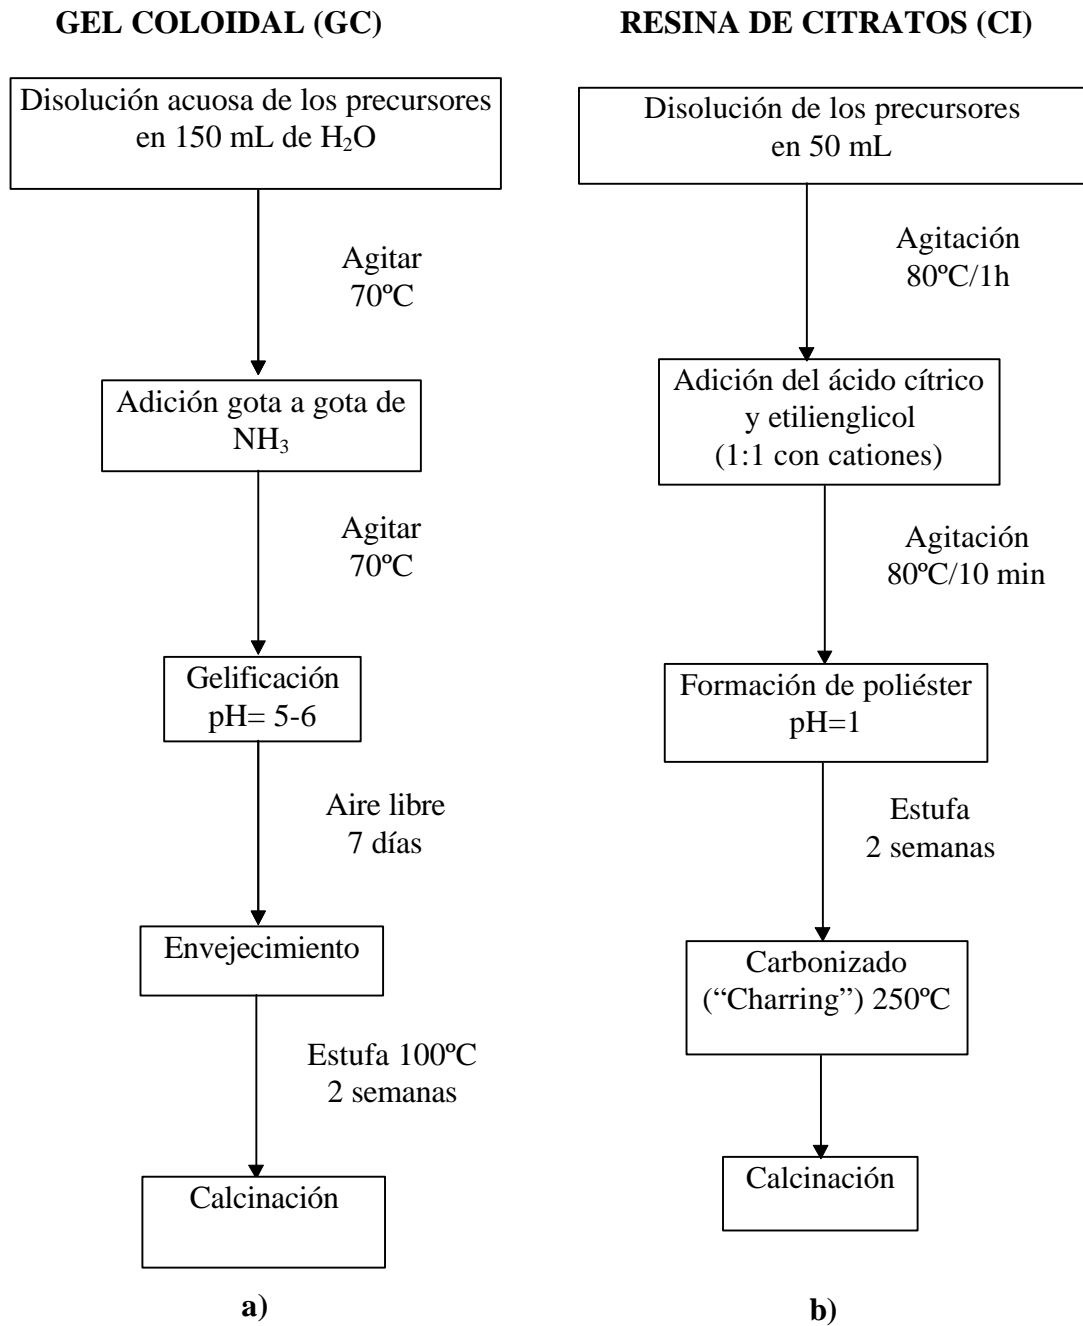 GEL COLOIDAL (GC)
Disolución acuosa de los precursores
en 150 mL de H₂O
Agitar
70ºC
Adición gota a gota de
NH₃
Agitar
70ºC
Gelificación
pH= 5-6
Aire libre
7 días
Envejecimiento
Estufa 100ºC
2 semanas
Calcinación
a)
RESINA DE CITRATOS (CI)
Disolución de los precursores
en 50 mL
Agitación
80ºC/1h
Adición del ácido cítrico
y etilienglicol
(1:1 con cationes)
Agitación
80ºC/10 min
Formación de poliéster
pH=1
Estufa
2 semanas
Carbonizado
(“Charring”) 250ºC
Calcinación
b)